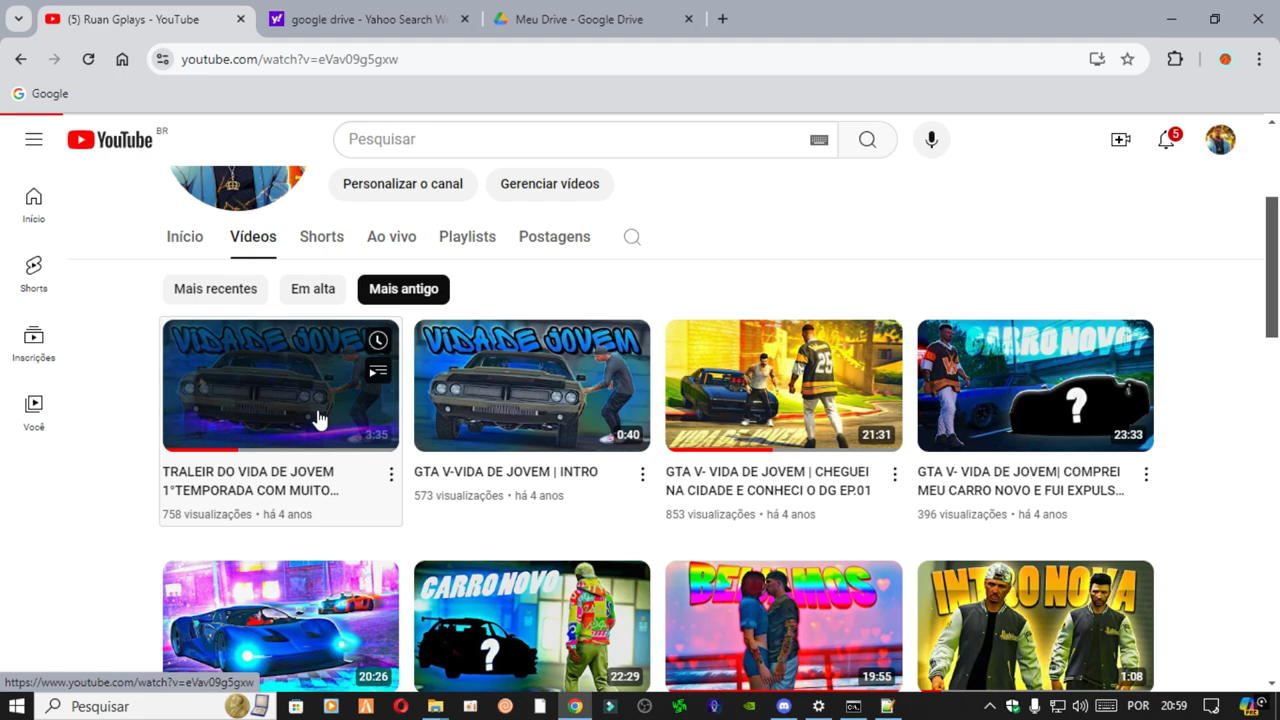 (5) Ruan Gplays - YouTube
google drive - Yahoo Search W
Meu Drive - Google Drive
youtube.com/watch?v=eVav09g5gxw
Google
YouTube BR
Pesquisar
5
Personalizar o canal
Gerenciar vídeos
Início
Vídeos
Shorts
Ao vivo
Playlists
Postagens
Início
Shorts
Inscrições
Você
Mais recentes
Em alta
Mais antigo
VIDA DE JOVEM
3:35
VIDA DE JOVEM
0:40
25
21:31
CARRO NOVO?
?
23:33
TRALEIR DO VIDA DE JOVEM
1°TEMPORADA COM MUITO...
758 visualizações • há 4 anos
GTA V-VIDA DE JOVEM | INTRO
573 visualizações • há 4 anos
GTA V- VIDA DE JOVEM | CHEGUEI
NA CIDADE E CONHECI O DG EP.01
853 visualizações • há 4 anos
GTA V- VIDA DE JOVEM| COMPREI
MEU CARRO NOVO E FUI EXPULS...
396 visualizações • há 4 anos
20:26
CARRO NOVO
?
22:29
BEIJAMOS
19:55
INTRO NOVA
1:08
https://www.youtube.com/watch?v=eVav09g5gxw
Pesquisar
POR
20:59